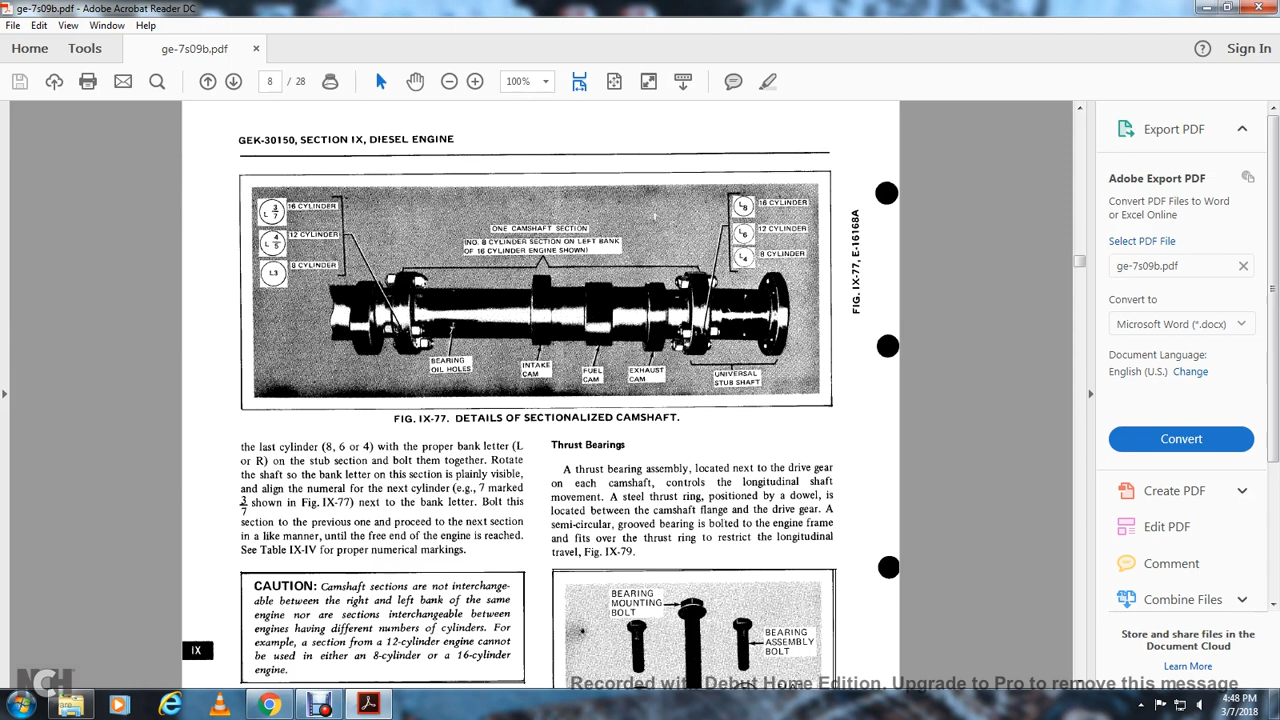 ge-7s09b.pdf - Adobe Acrobat Reader DC
File Edit View Window Help
Home Tools ge-7s09b.pdf × ? Sign In
8 / 28 100%
GEK-30150, SECTION IX, DIESEL ENGINE
L 3/7 16 CYLINDER
L 4/5 12 CYLINDER
L3 8 CYLINDER
ONE CAMSHAFT SECTION
(NO. 8 CYLINDER SECTION ON LEFT BANK
OF 16 CYLINDER ENGINE SHOWN)
L8 16 CYLINDER
L6 12 CYLINDER
L4 8 CYLINDER
BEARING
OIL HOLES
INTAKE
CAM
FUEL
CAM
EXHAUST
CAM
UNIVERSAL
STUB SHAFT
FIG. IX-77, E-16168A
FIG. IX-77. DETAILS OF SECTIONALIZED CAMSHAFT.
the last cylinder (8, 6 or 4) with the proper bank letter (L
or R) on the stub section and bolt them together. Rotate
the shaft so the bank letter on this section is plainly visible,
and align the numeral for the next cylinder (e.g., 7 marked
3/7 shown in Fig. IX-77) next to the bank letter. Bolt this
section to the previous one and proceed to the next section
in a like manner, until the free end of the engine is reached.
See Table IX-IV for proper numerical markings.
CAUTION: Camshaft sections are not interchange-
able between the right and left bank of the same
engine nor are sections interchangeable between
engines having different numbers of cylinders. For
example, a section from a 12-cylinder engine cannot
be used in either an 8-cylinder or a 16-cylinder
engine.
IX
Thrust Bearings
A thrust bearing assembly, located next to the drive gear
on each camshaft, controls the longitudinal shaft
movement. A steel thrust ring, positioned by a dowel, is
located between the camshaft flange and the drive gear. A
semi-circular, grooved bearing is bolted to the engine frame
and fits over the thrust ring to restrict the longitudinal
travel, Fig. IX-79.
BEARING
MOUNTING
BOLT
BEARING
ASSEMBLY
BOLT
Export PDF
Adobe Export PDF
Convert PDF Files to Word
or Excel Online
Select PDF File
ge-7s09b.pdf
Convert to
Microsoft Word (*.docx)
Document Language:
English (U.S.) Change
Convert
Create PDF
Edit PDF
Comment
Combine Files
Store and share files in the
Document Cloud
Learn More
NCH
Recorded with Debut Home Edition. Upgrade to Pro to remove this message
4:48 PM
3/7/2018